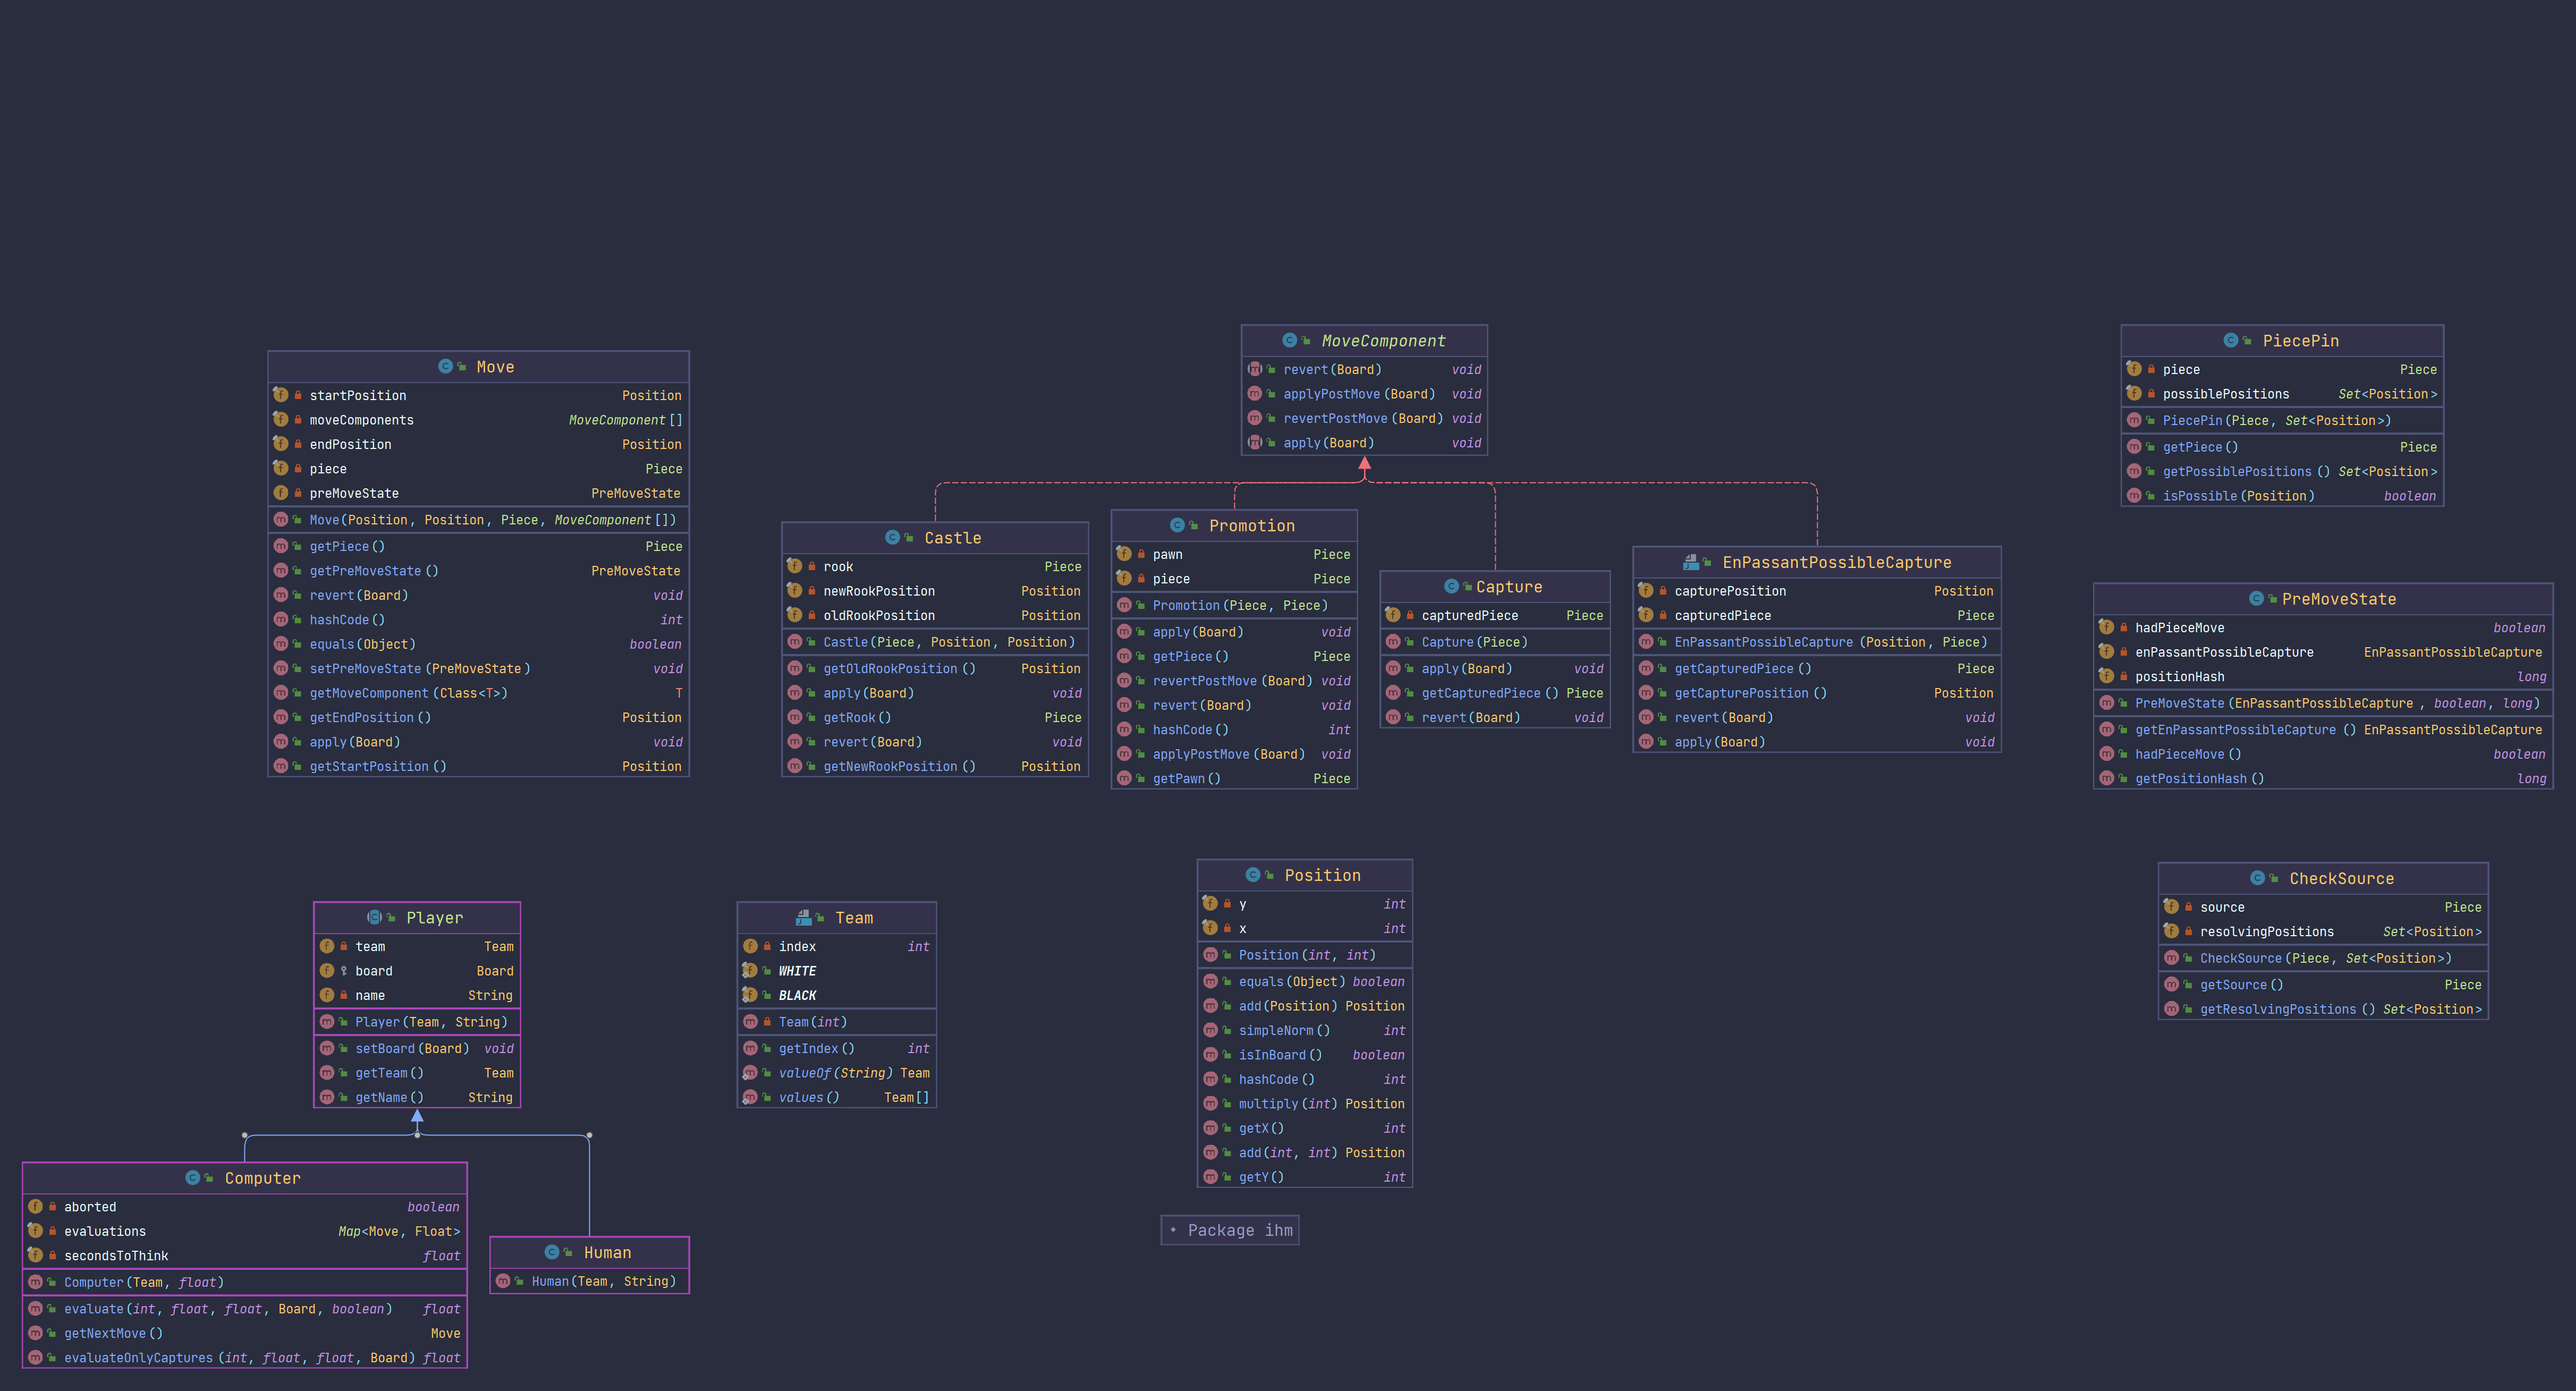 Move
startPosition Position
moveComponents MoveComponent[]
endPosition Position
piece Piece
preMoveState PreMoveState
Move(Position, Position, Piece, MoveComponent[])
getPiece() Piece
getPreMoveState() PreMoveState
revert(Board) void
hashCode() int
equals(Object) boolean
setPreMoveState(PreMoveState) void
getMoveComponent(Class<T>) T
getEndPosition() Position
apply(Board) void
getStartPosition() Position
MoveComponent
revert(Board) void
applyPostMove(Board) void
revertPostMove(Board) void
apply(Board) void
Castle
rook Piece
newRookPosition Position
oldRookPosition Position
Castle(Piece, Position, Position)
getOldRookPosition() Position
apply(Board) void
getRook() Piece
revert(Board) void
getNewRookPosition() Position
Promotion
pawn Piece
piece Piece
Promotion(Piece, Piece)
apply(Board) void
getPiece() Piece
revertPostMove(Board) void
revert(Board) void
hashCode() int
applyPostMove(Board) void
getPawn() Piece
Capture
capturedPiece Piece
Capture(Piece)
apply(Board) void
getCapturedPiece() Piece
revert(Board) void
EnPassantPossibleCapture
capturePosition Position
capturedPiece Piece
EnPassantPossibleCapture(Position, Piece)
getCapturedPiece() Piece
getCapturePosition() Position
revert(Board) void
apply(Board) void
PiecePin
piece Piece
possiblePositions Set<Position>
PiecePin(Piece, Set<Position>)
getPiece() Piece
getPossiblePositions() Set<Position>
isPossible(Position) boolean
PreMoveState
hadPieceMove boolean
enPassantPossibleCapture EnPassantPossibleCapture
positionHash long
PreMoveState(EnPassantPossibleCapture, boolean, long)
getEnPassantPossibleCapture() EnPassantPossibleCapture
hadPieceMove() boolean
getPositionHash() long
Player
team Team
board Board
name String
Player(Team, String)
setBoard(Board) void
getTeam() Team
getName() String
Team
index int
WHITE
BLACK
Team(int)
getIndex() int
valueOf(String) Team
values() Team[]
Position
y int
x int
Position(int, int)
equals(Object) boolean
add(Position) Position
simpleNorm() int
isInBoard() boolean
hashCode() int
multiply(int) Position
getX() int
add(int, int) Position
getY() int
CheckSource
source Piece
resolvingPositions Set<Position>
CheckSource(Piece, Set<Position>)
getSource() Piece
getResolvingPositions() Set<Position>
Computer
aborted boolean
evaluations Map<Move, Float>
secondsToThink float
Computer(Team, float)
evaluate(int, float, float, Board, boolean) float
getNextMove() Move
evaluateOnlyCaptures(int, float, float, Board) float
Human
Human(Team, String)
Package ihm